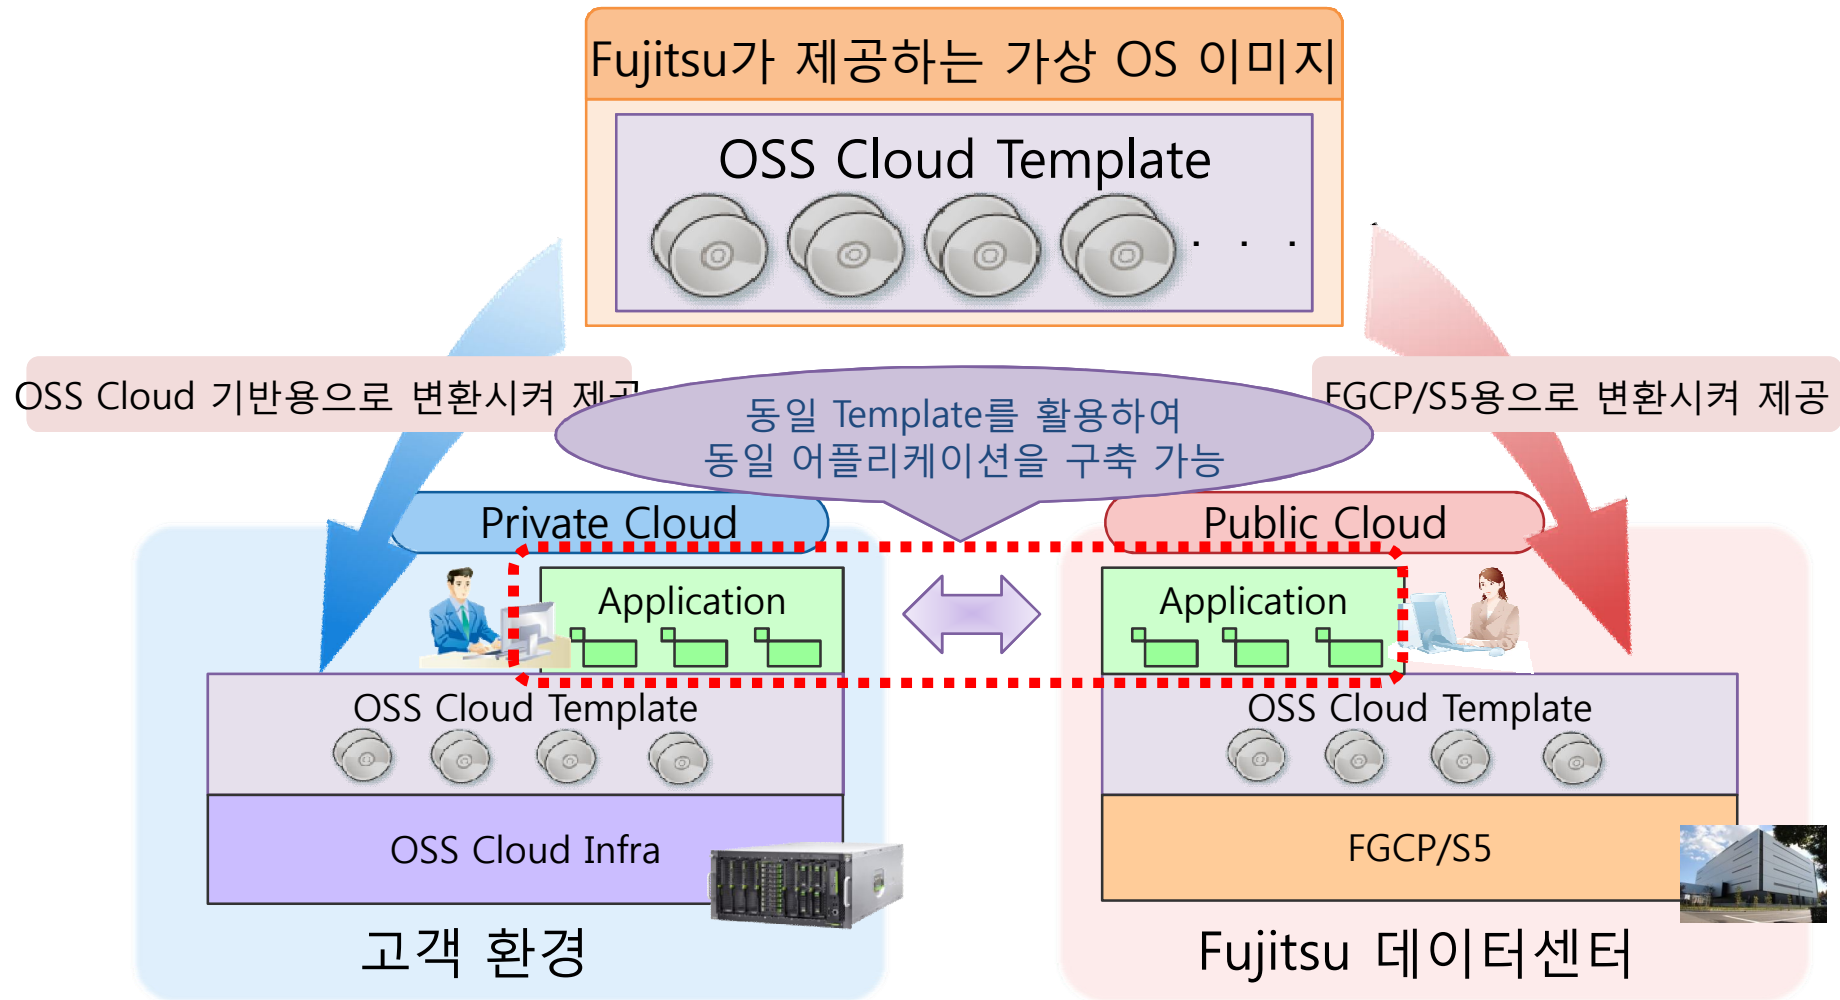 Fujitsu가 제공하는 가상 OS 이미지
OSS Cloud Template
. . .
OSS Cloud 기반용으로 변환시켜 제공
FGCP/S5용으로 변환시켜 제공
동일 Template를 활용하여
동일 어플리케이션을 구축 가능
Private Cloud
Public Cloud
Application
Application
OSS Cloud Template
OSS Cloud Template
OSS Cloud Infra
FGCP/S5
고객 환경
Fujitsu 데이터센터